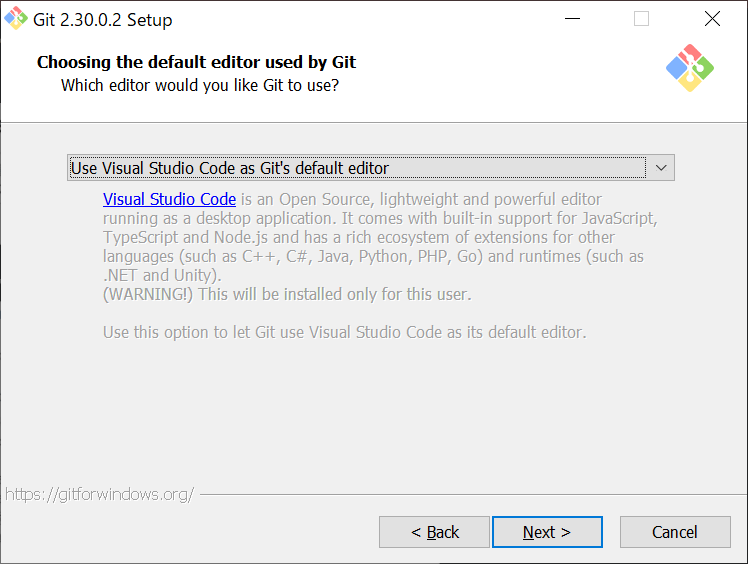 Git 2.30.0.2 Setup
Choosing the default editor used by Git
Which editor would you like Git to use?
Use Visual Studio Code as Git's default editor
Visual Studio Code is an Open Source, lightweight and powerful editor
running as a desktop application. It comes with built-in support for JavaScript,
TypeScript and Node.js and has a rich ecosystem of extensions for other
languages (such as C++, C#, Java, Python, PHP, Go) and runtimes (such as
.NET and Unity).
(WARNING!) This will be installed only for this user.
Use this option to let Git use Visual Studio Code as its default editor.
https://gitforwindows.org/
< Back
Next >
Cancel